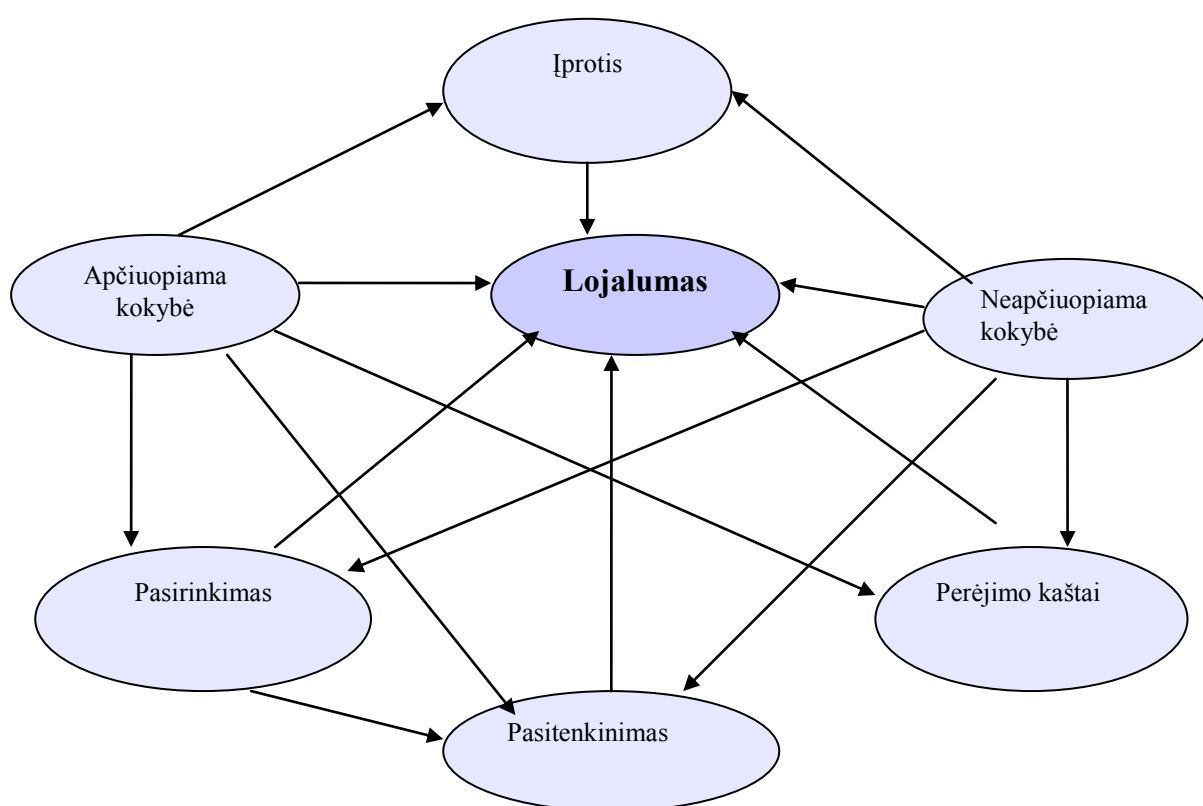 Įprotis
Apčiuopiama
kokybė
Lojalumas
Neapčiuopiama
kokybė
Pasirinkimas
Perėjimo kaštai
Pasitenkinimas